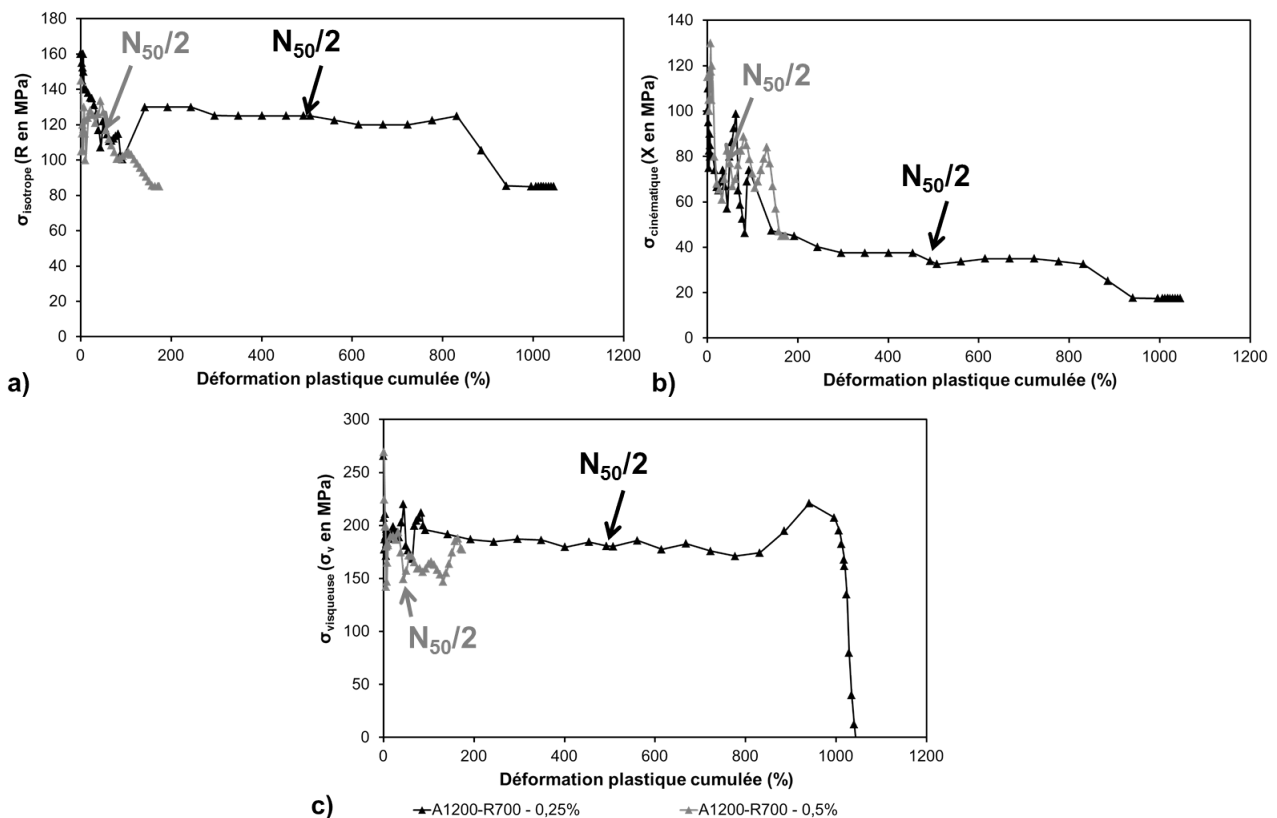 σisotrope (R en MPa)
180
160
140
120
100
80
60
40
20
0
N50/2
N50/2
0 200 400 600 800 1000 1200
Déformation plastique cumulée (%)
a)
σcinématique (X en MPa)
140
120
100
80
60
40
20
0
N50/2
N50/2
0 200 400 600 800 1000 1200
Déformation plastique cumulée (%)
b)
σvisqueuse (σv en MPa)
300
250
200
150
100
50
0
N50/2
N50/2
0 200 400 600 800 1000 1200
Déformation plastique cumulée (%)
c)
A1200-R700 - 0,25% A1200-R700 - 0,5%